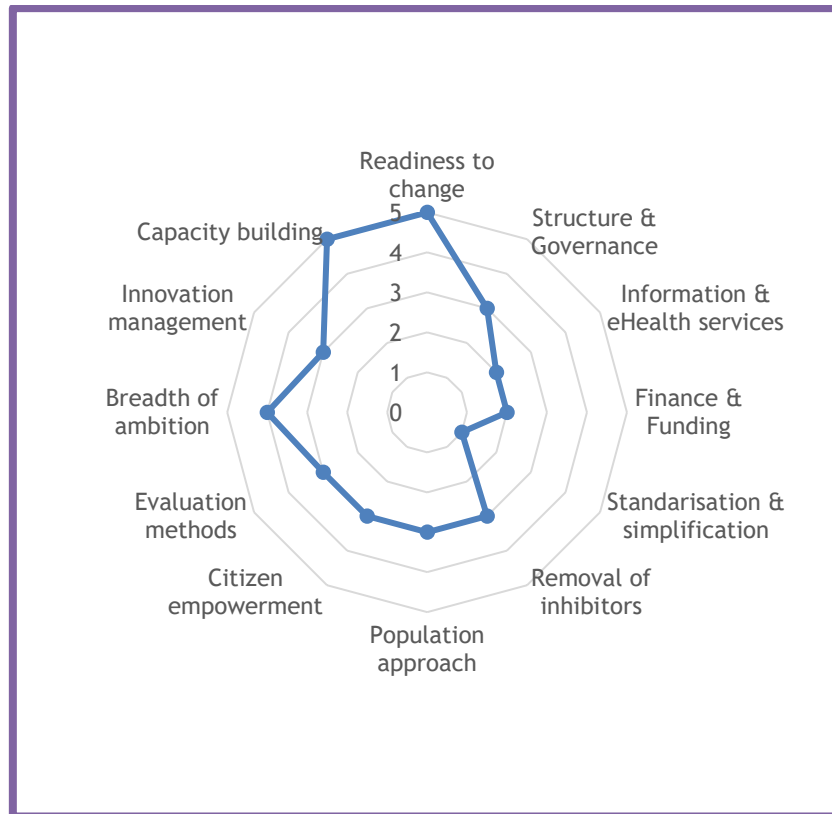 Readiness to
change
Structure &
Governance
Information &
eHealth services
Finance &
Funding
Standarisation &
simplification
Removal of
inhibitors
Population
approach
Citizen
empowerment
Evaluation
methods
Breadth of
ambition
Innovation
management
Capacity building
5
4
3
2
1
0